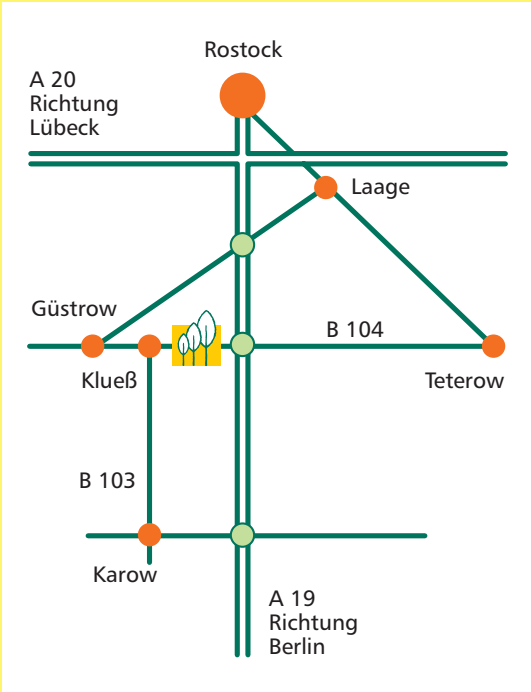 Rostock
A 20
Richtung
Lübeck
Laage
Güstrow
B 104
Klueß
Teterow
B 103
Karow
A 19
Richtung
Berlin